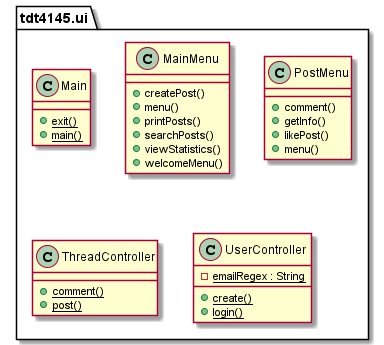 tdt4145.ui
C Main
exit()
main()
C MainMenu
createPost()
menu()
printPosts()
searchPosts()
viewStatistics()
welcomeMenu()
C PostMenu
comment()
getInfo()
likePost()
menu()
C ThreadController
comment()
post()
C UserController
emailRegex : String
create()
login()